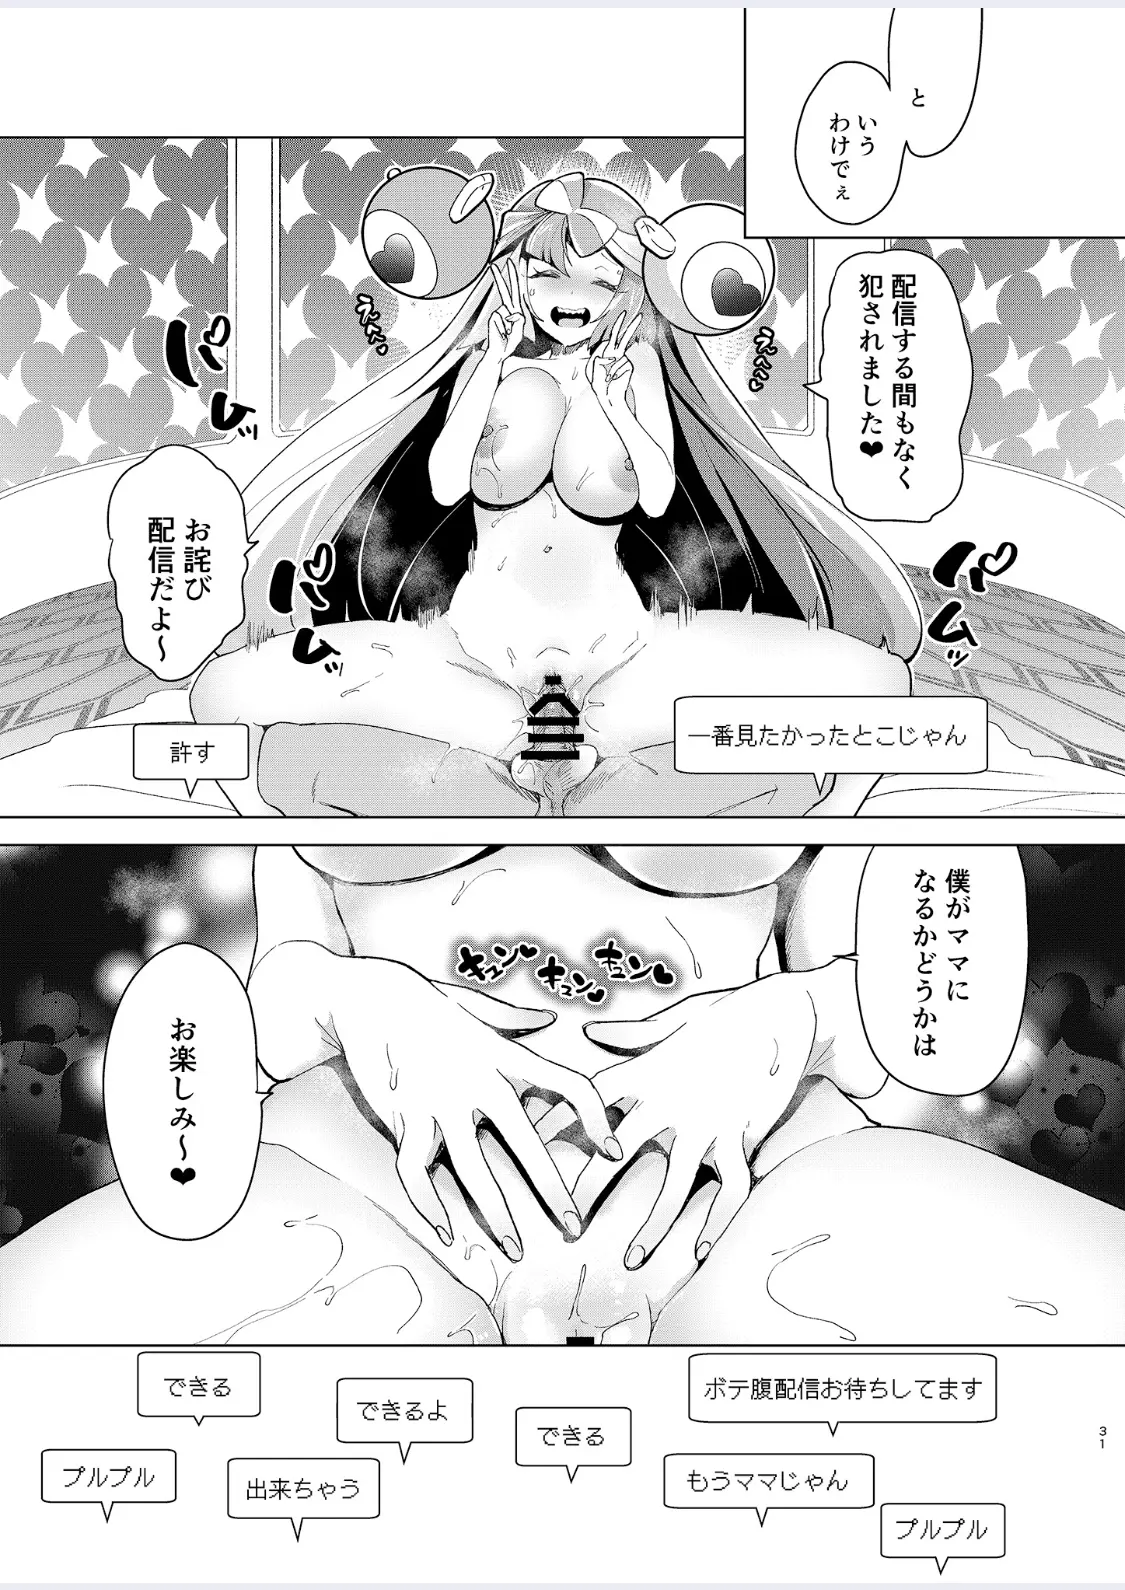 と
いう
わけでぇ
配信する間もなく
犯されました♥
えへへ♡
えへへ♡
パ
ム
ッ
パ
ム
ッ
パ
ム
ッ
お詫び
配信だよ～
一番見たかったとこじゃん
許す
僕がママに
なるかどうかは
キュン♥
キュン♥
キュン♥
お楽しみ～♥
できる
できるよ
できる
ボテ腹配信お待ちしてます
プルプル
出来ちゃう
もうママじゃん
プルプル
31